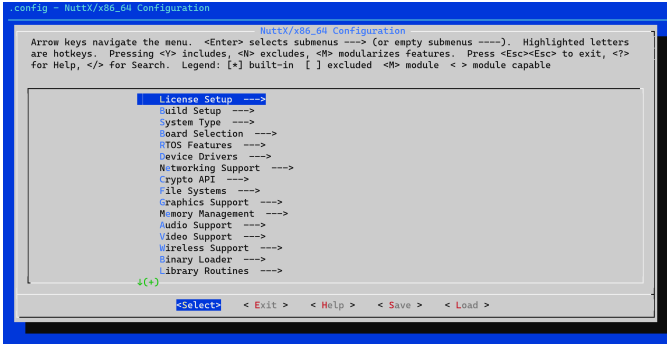 .config - NuttX/x86_64 Configuration
NuttX/x86_64 Configuration
Arrow keys navigate the menu. <Enter> selects submenus ---> (or empty submenus ----). Highlighted letters
are hotkeys. Pressing <Y> includes, <N> excludes, <M> modularizes features. Press <Esc><Esc> to exit, <?>
for Help, </> for Search. Legend: [*] built-in [ ] excluded <M> module < > module capable
License Setup --->
Build Setup --->
System Type --->
Board Selection --->
RTOS Features --->
Device Drivers --->
Networking Support --->
Crypto API --->
File Systems --->
Graphics Support --->
Memory Management --->
Audio Support --->
Video Support --->
Wireless Support --->
Binary Loader --->
Library Routines --->
↓(+)
<Select> < Exit > < Help > < Save > < Load >